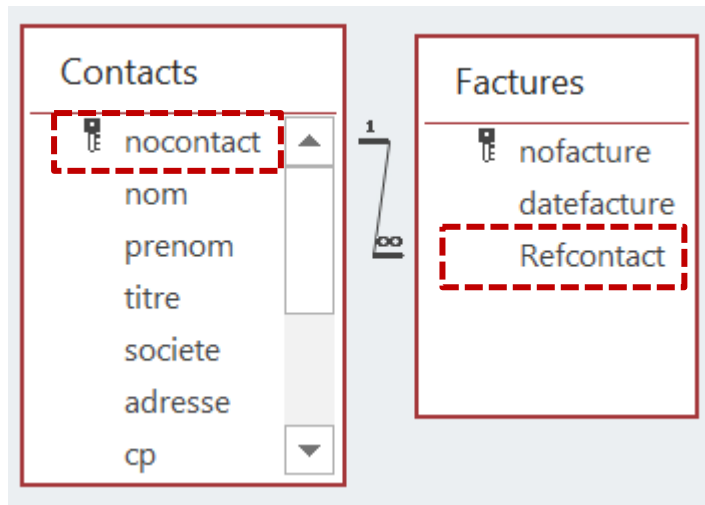 Contacts
nocontact
nom
prenom
titre
societe
adresse
cp
1
∞
Factures
nofacture
datefacture
Refcontact